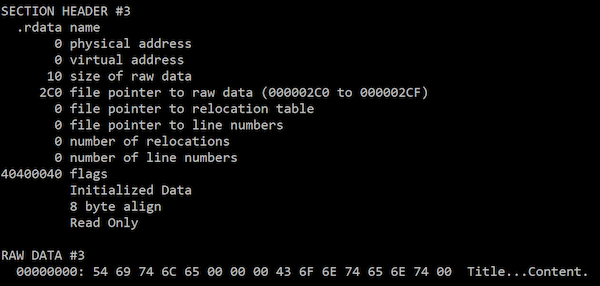 SECTION HEADER #3
.rdata name
0 physical address
0 virtual address
10 size of raw data
2C0 file pointer to raw data (000002C0 to 000002CF)
0 file pointer to relocation table
0 file pointer to line numbers
0 number of relocations
0 number of line numbers
40400040 flags
Initialized Data
8 byte align
Read Only
RAW DATA #3
00000000: 54 69 74 6C 65 00 00 00 43 6F 6E 74 65 6E 74 00  Title...Content.